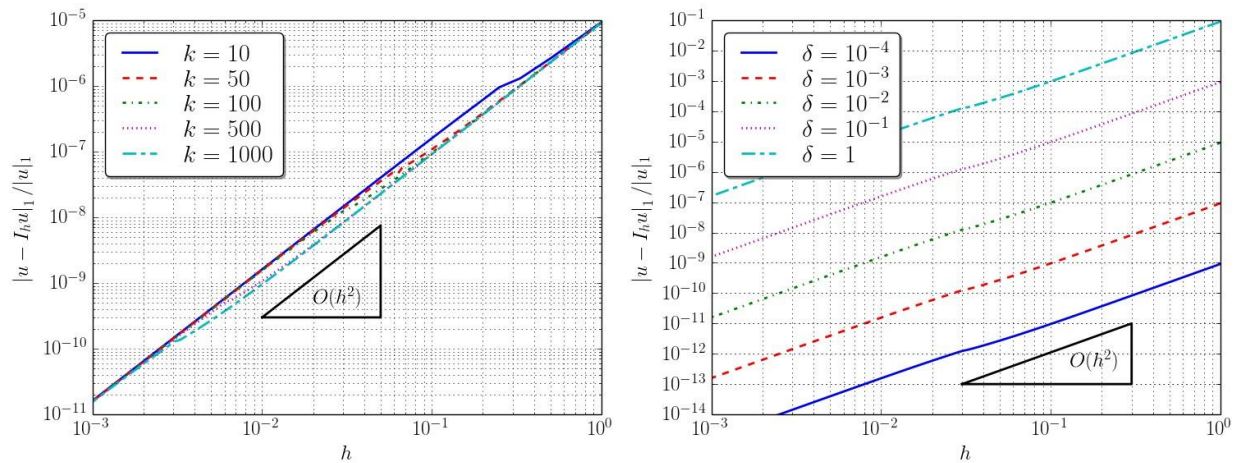 |u − I_h u|_1/|u|_1
10^{-5}
10^{-6}
10^{-7}
10^{-8}
10^{-9}
10^{-10}
10^{-11}
k = 10
k = 50
k = 100
k = 500
k = 1000
O(h^2)
10^{-3}
10^{-2}
10^{-1}
10^0
h
|u − I_h u|_1/|u|_1
10^{-1}
10^{-2}
10^{-3}
10^{-4}
10^{-5}
10^{-6}
10^{-7}
10^{-8}
10^{-9}
10^{-10}
10^{-11}
10^{-12}
10^{-13}
10^{-14}
δ = 10^{-4}
δ = 10^{-3}
δ = 10^{-2}
δ = 10^{-1}
δ = 1
O(h^2)
10^{-3}
10^{-2}
10^{-1}
10^0
h